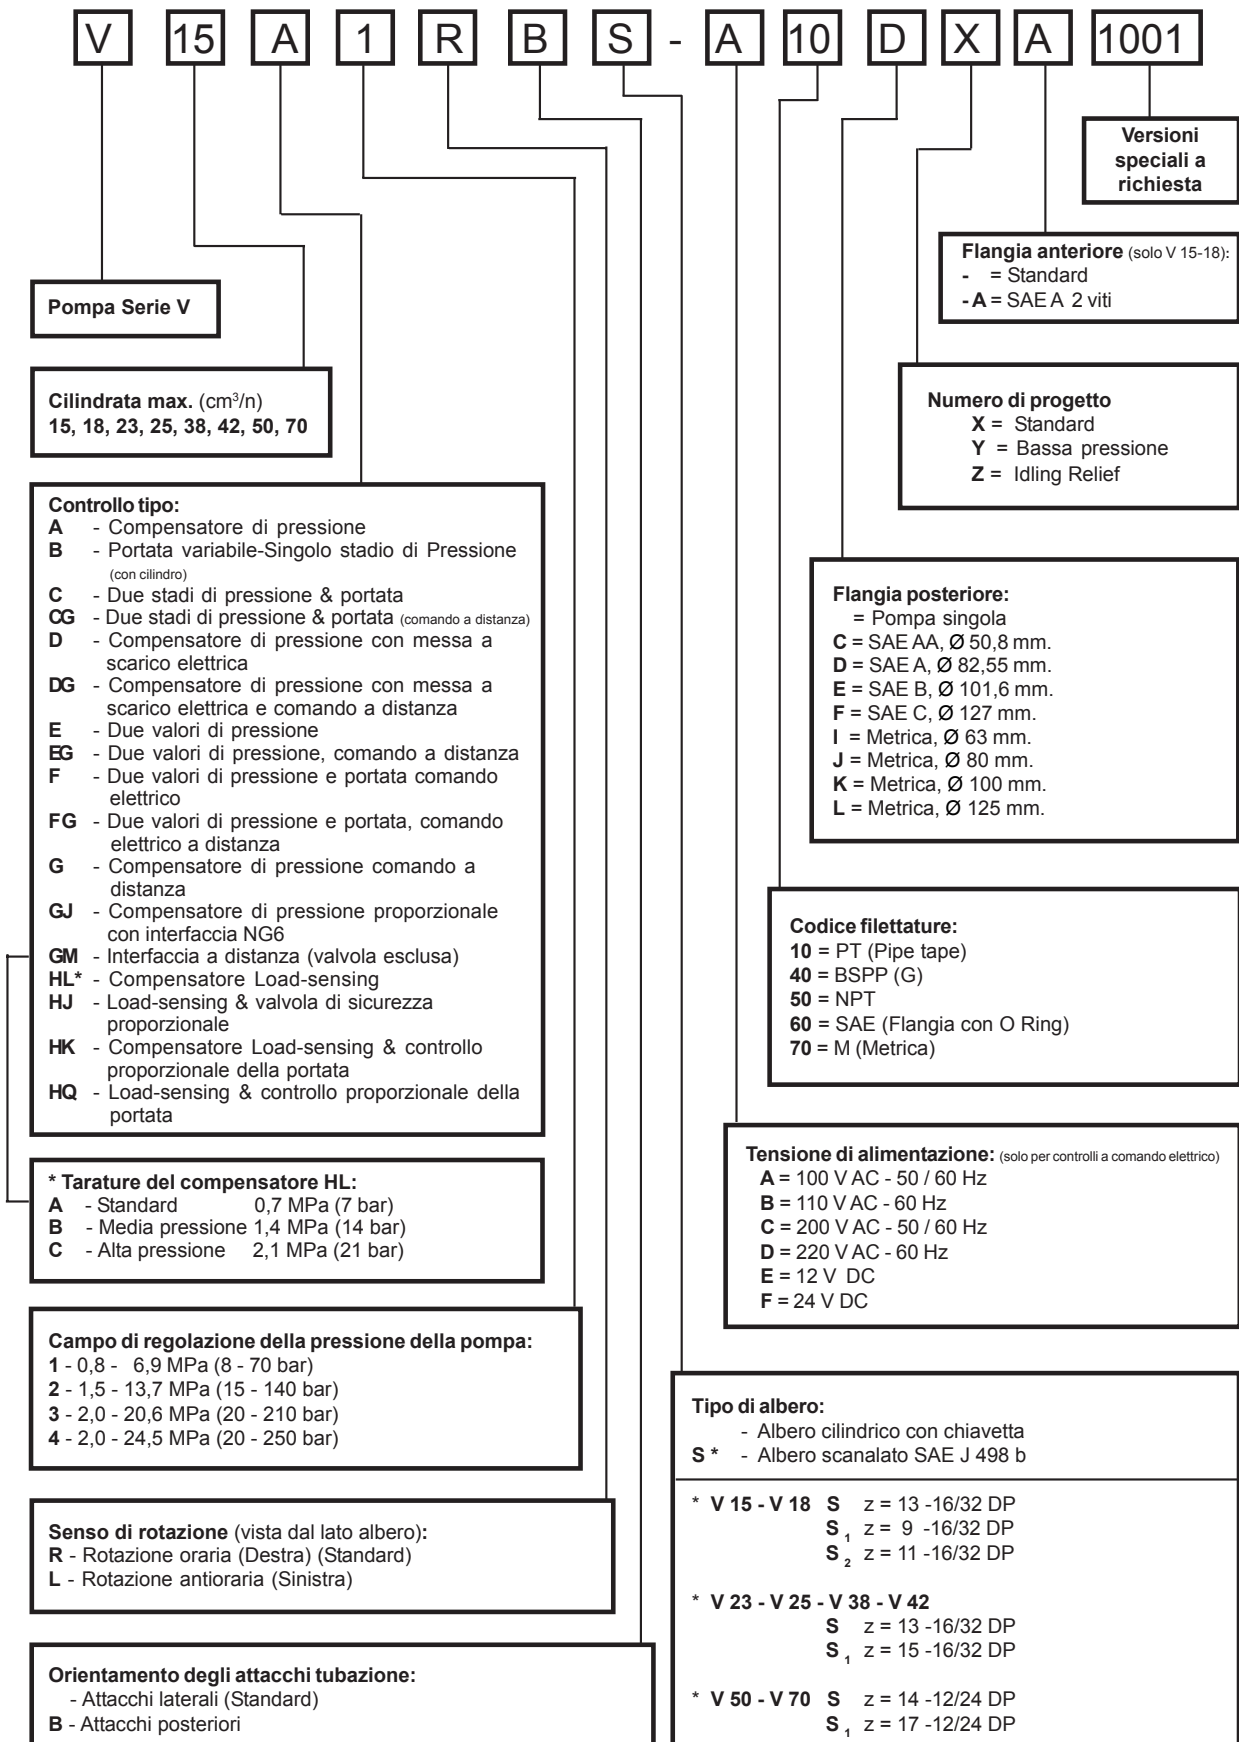 V 15 A 1 R B S - A 10 D X A 1001
Versioni
speciali a
richiesta
Flangia anteriore (solo V 15-18):
- = Standard
- A = SAE A 2 viti
Pompa Serie V
Numero di progetto
X = Standard
Y = Bassa pressione
Z = Idling Relief
Cilindrata max. (cm³/n)
15, 18, 23, 25, 38, 42, 50, 70
Controllo tipo:
A - Compensatore di pressione
B - Portata variabile-Singolo stadio di Pressione
(con cilindro)
C - Due stadi di pressione & portata
CG - Due stadi di pressione & portata (comando a distanza)
D - Compensatore di pressione con messa a
scarico elettrica
DG - Compensatore di pressione con messa a
scarico elettrica e comando a distanza
E - Due valori di pressione
EG - Due valori di pressione, comando a distanza
F - Due valori di pressione e portata comando
elettrico
FG - Due valori di pressione e portata, comando
elettrico a distanza
G - Compensatore di pressione comando a
distanza
GJ - Compensatore di pressione proporzionale
con interfaccia NG6
GM - Interfaccia a distanza (valvola esclusa)
HL* - Compensatore Load-sensing
HJ - Load-sensing & valvola di sicurezza
proporzionale
HK - Compensatore Load-sensing & controllo
proporzionale della portata
HQ - Load-sensing & controllo proporzionale della
portata
Flangia posteriore:
= Pompa singola
C = SAE AA, Ø 50,8 mm.
D = SAE A, Ø 82,55 mm.
E = SAE B, Ø 101,6 mm.
F = SAE C, Ø 127 mm.
I = Metrica, Ø 63 mm.
J = Metrica, Ø 80 mm.
K = Metrica, Ø 100 mm.
L = Metrica, Ø 125 mm.
Codice filettature:
10 = PT (Pipe tape)
40 = BSPP (G)
50 = NPT
60 = SAE (Flangia con O Ring)
70 = M (Metrica)
Tensione di alimentazione: (solo per controlli a comando elettrico)
A = 100 V AC - 50 / 60 Hz
B = 110 V AC - 60 Hz
C = 200 V AC - 50 / 60 Hz
D = 220 V AC - 60 Hz
E = 12 V DC
F = 24 V DC
* Tarature del compensatore HL:
A - Standard 0,7 MPa (7 bar)
B - Media pressione 1,4 MPa (14 bar)
C - Alta pressione 2,1 MPa (21 bar)
Campo di regolazione della pressione della pompa:
1 - 0,8 - 6,9 MPa (8 - 70 bar)
2 - 1,5 - 13,7 MPa (15 - 140 bar)
3 - 2,0 - 20,6 MPa (20 - 210 bar)
4 - 2,0 - 24,5 MPa (20 - 250 bar)
Senso di rotazione (vista dal lato albero):
R - Rotazione oraria (Destra) (Standard)
L - Rotazione antioraria (Sinistra)
Orientamento degli attacchi tubazione:
- Attacchi laterali (Standard)
B - Attacchi posteriori
Tipo di albero:
- Albero cilindrico con chiavetta
S * - Albero scanalato SAE J 498 b
* V 15 - V 18 S z = 13 -16/32 DP
S 1 z = 9 -16/32 DP
S 2 z = 11 -16/32 DP
* V 23 - V 25 - V 38 - V 42
S z = 13 -16/32 DP
S 1 z = 15 -16/32 DP
* V 50 - V 70 S z = 14 -12/24 DP
S 1 z = 17 -12/24 DP